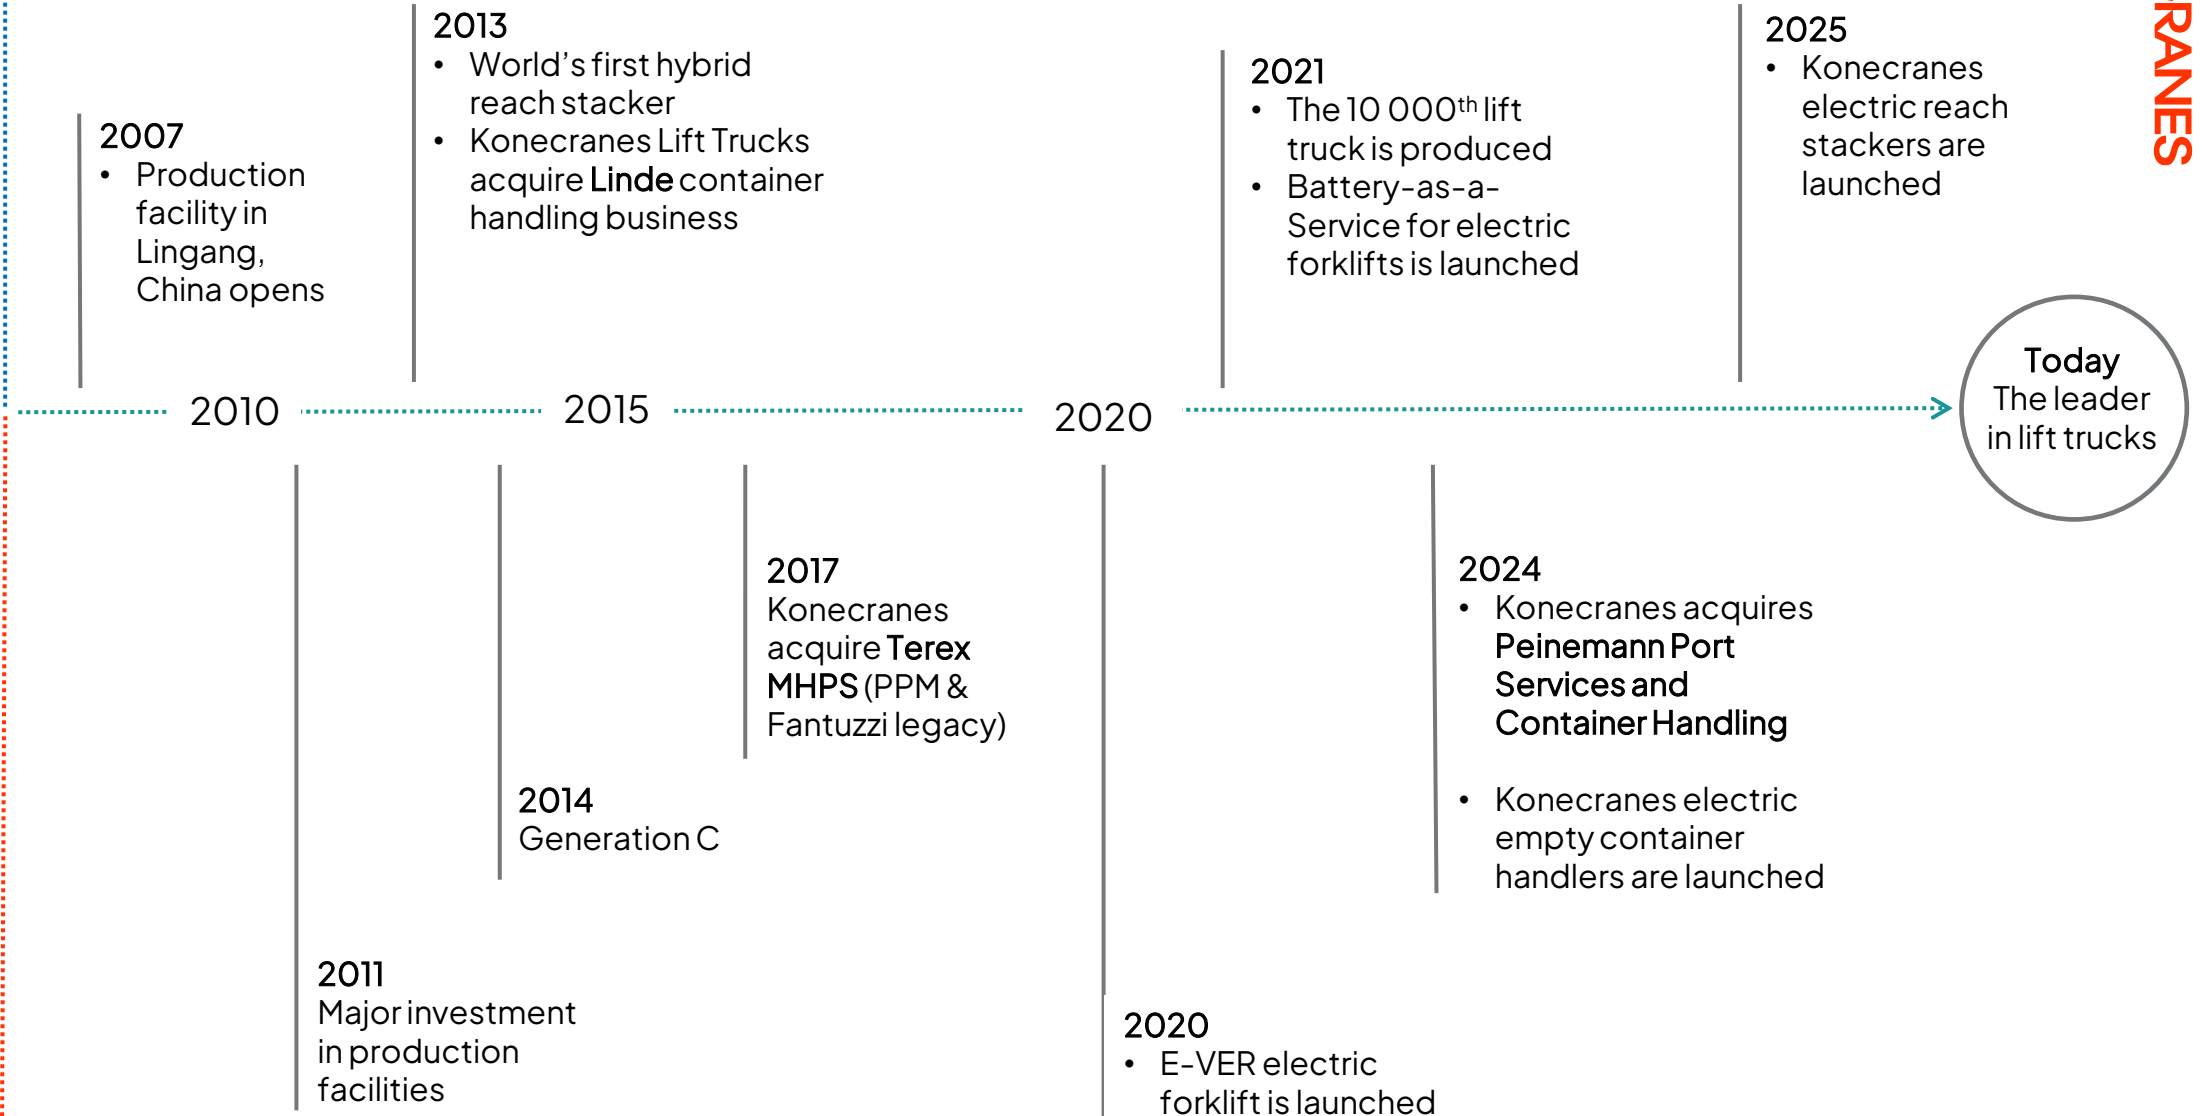 RANES
2013
• World's first hybrid
reach stacker
• Konecranes Lift Trucks
acquire Linde container
handling business
2025
• Konecranes
electric reach
stackers are
launched
2021
• The 10 000th lift
truck is produced
• Battery-as-a-
Service for electric
forklifts is launched
2007
• Production
facility in
Lingang,
China opens
2010
2015
2020
Today
The leader
in lift trucks
2017
Konecranes
acquire Terex
MHPS (PPM &
Fantuzzi legacy)
2024
• Konecranes acquires
Peinemann Port
Services and
Container Handling
• Konecranes electric
empty container
handlers are launched
2014
Generation C
2011
Major investment
in production
facilities
2020
• E-VER electric
forklift is launched